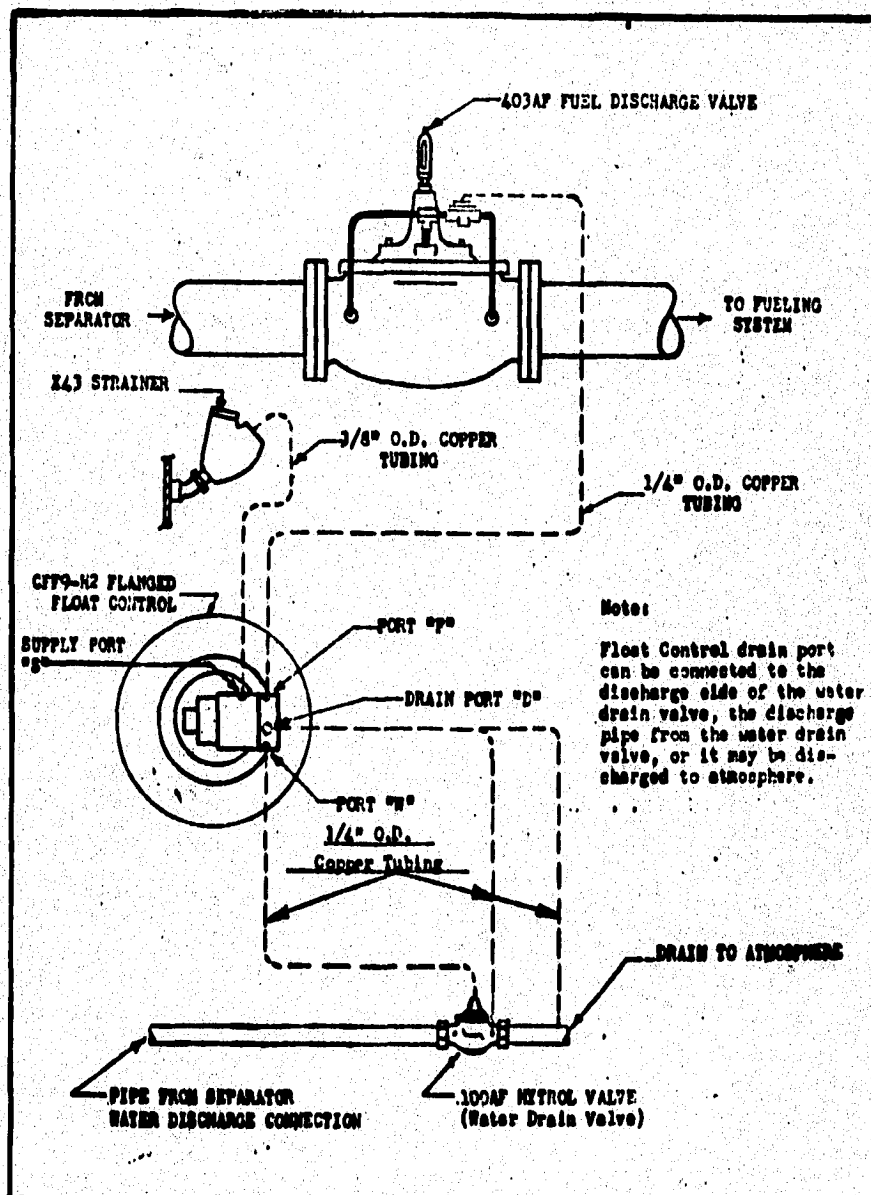 403AF FUEL DISCHARGE VALVE
FROM
SEPARATOR
TO FUELING
SYSTEM
X43 STRAINER
3/8" O.D. COPPER
TUBING
1/4" O.D. COPPER
TUBING
CFF9-H2 FLANGED
FLOAT CONTROL
SUPPLY PORT
"S"
PORT "F"
DRAIN PORT "D"
Note:
Float Control drain port
can be connected to the
discharge side of the water
drain valve, the discharge
pipe from the water drain
valve, or it may be dis-
charged to atmosphere.
PORT "W"
1/4" O.D.
Copper Tubing
DRAIN TO ATMOSPHERE
PIPE FROM SEPARATOR
WATER DISCHARGE CONNECTION
100AF HYTROL VALVE
(Water Drain Valve)